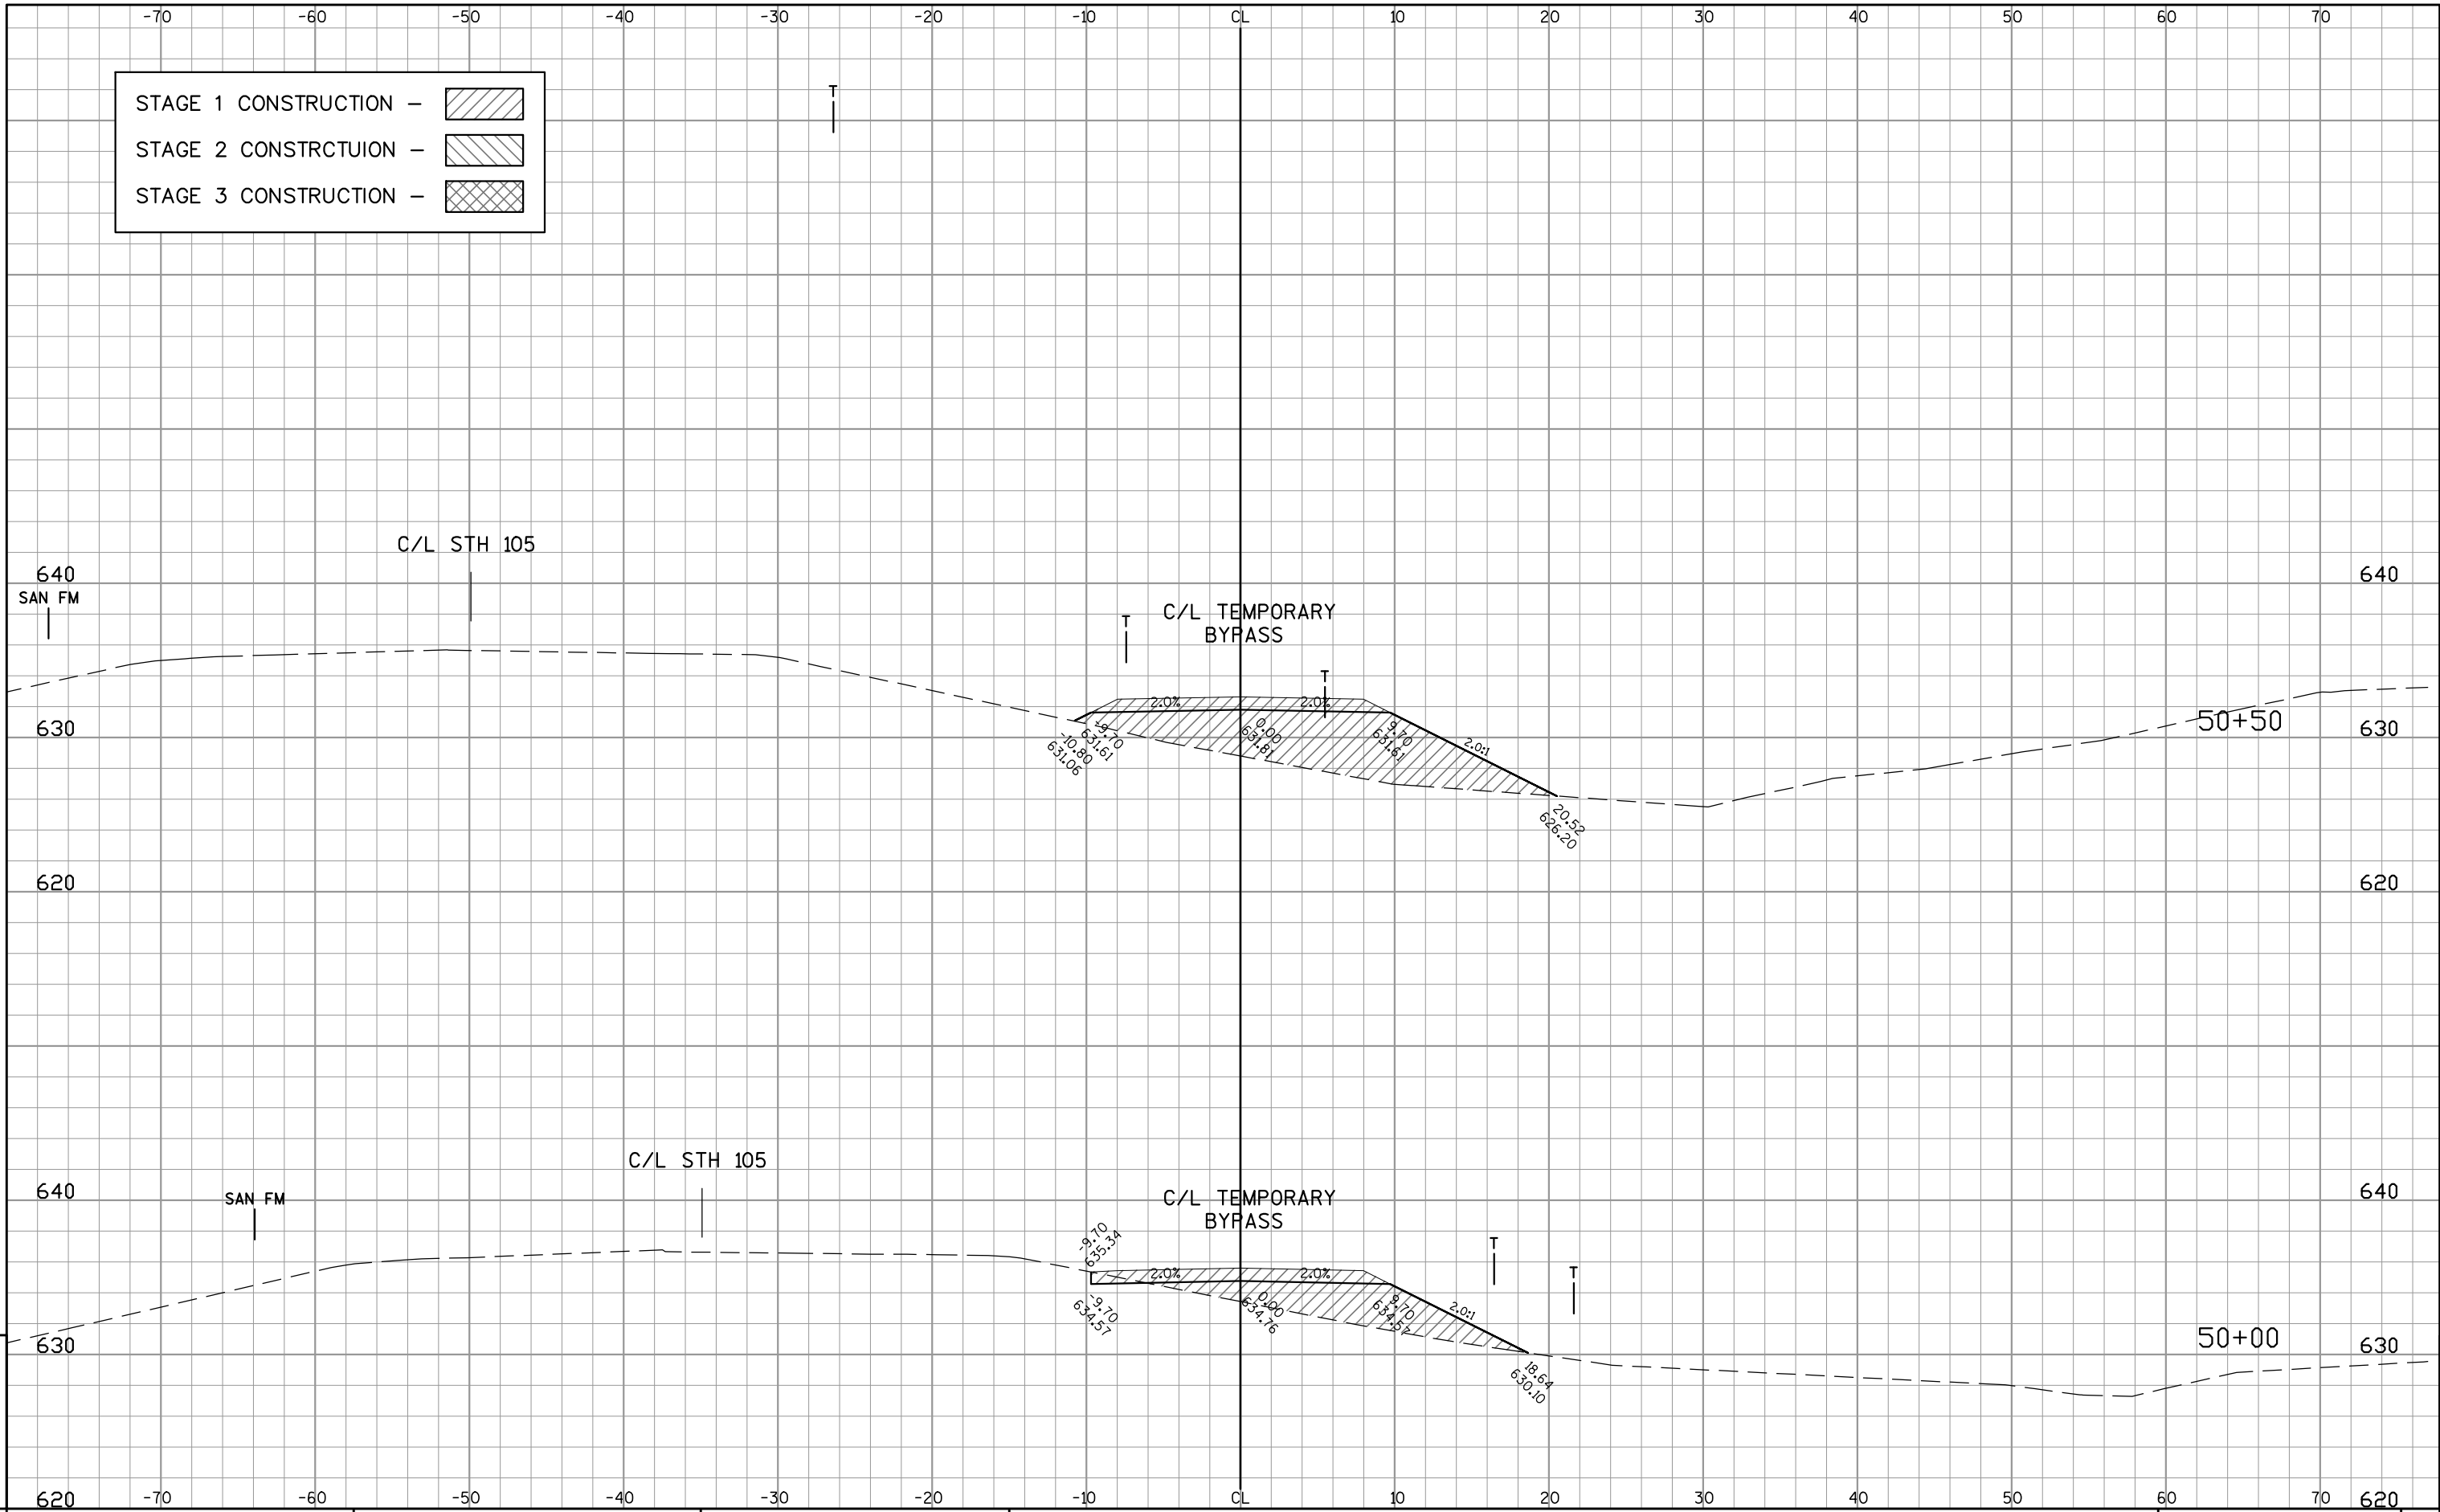 -70 -60 -50 -40 -30 -20 -10 CL 10 20 30 40 50 60 70
STAGE 1 CONSTRUCTION -
STAGE 2 CONSTRCTUION -
STAGE 3 CONSTRUCTION -
T
C/L STH 105
640 640
SAN FM
C/L TEMPORARY
BYPASS
T
T
2.0%
2.0%
-9.70
631.61
-10.80
631.06
0.00
631.81
9.70
631.61
2.0:1
20.52
626.20
50+50
630 630
620 620
C/L STH 105
640 640
SAN FM
C/L TEMPORARY
BYPASS
-9.70
635.34
T
T
2.0%
2.0%
-9.70
634.57
0.00
634.76
9.70
634.57
2.0:1
18.64
630.10
50+00
630 630
620 620
-70 -60 -50 -40 -30 -20 -10 CL 10 20 30 40 50 60 70